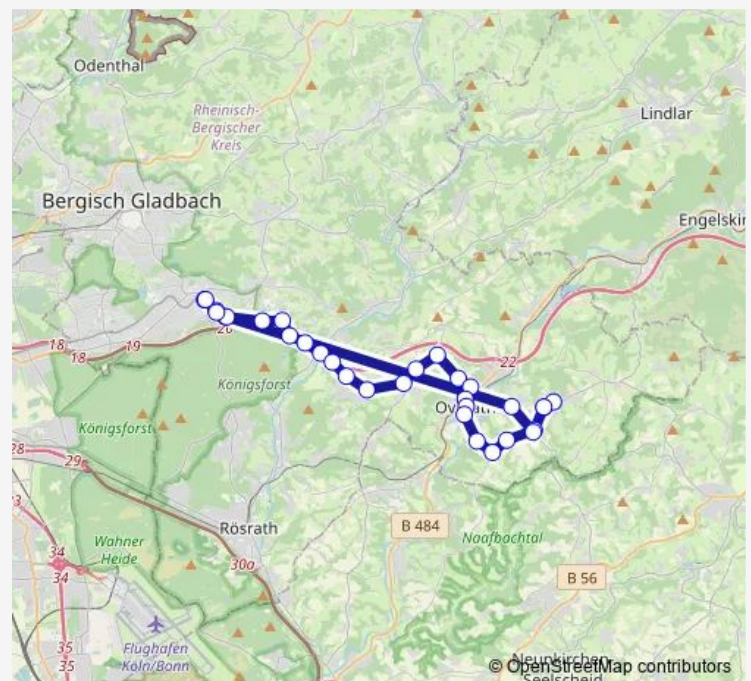 Odenthal
Lindlar
Rheinisch-
Bergischer
Kreis
Bergisch Gladbach
18
18
19
20
Königsforst
22
Königsforst
28
29
B 484
Rösrath
Naafbachtal
Wahner
Heide
30a
34
34
B 56
Flughafen
Köln/Bonn
35
35
© OpenStreetMap contributors